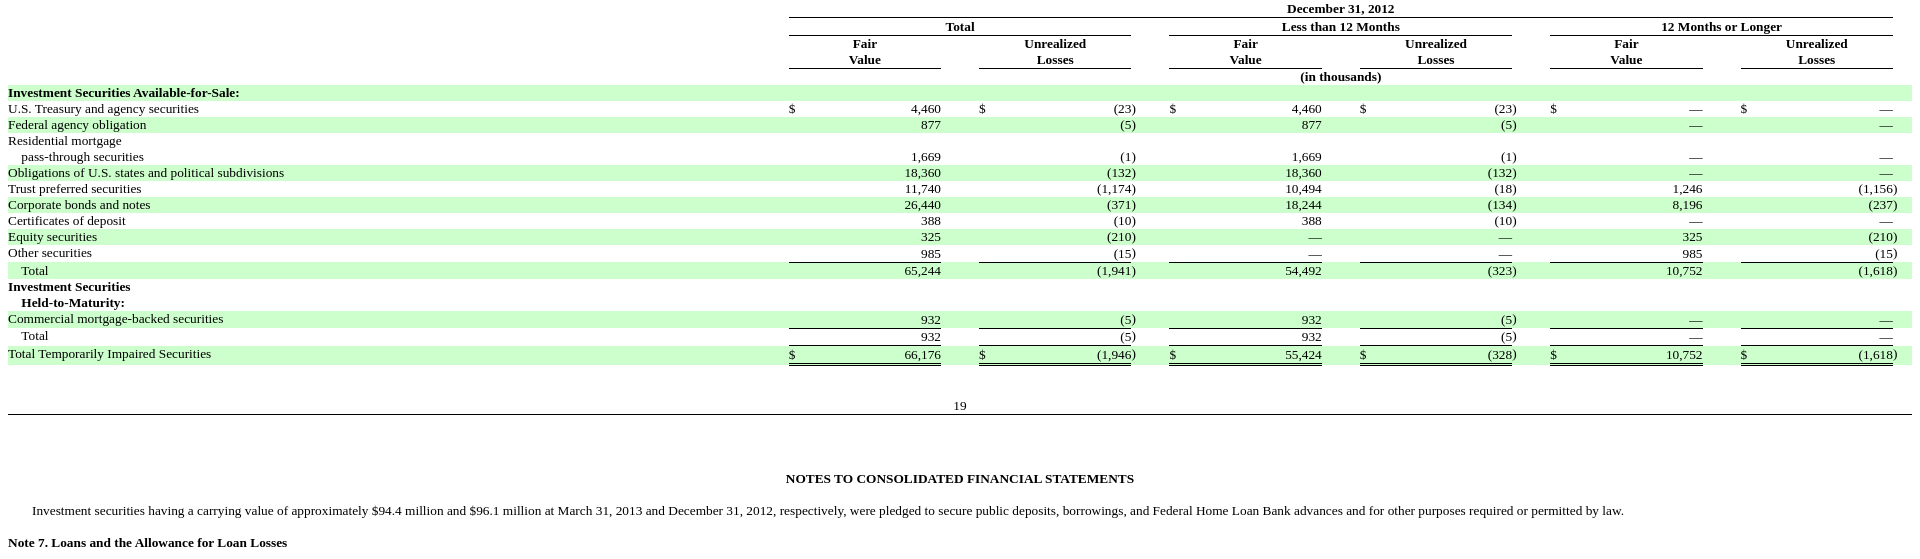 December 31, 2012
Total Less than 12 Months 12 Months or Longer
Fair Unrealized Fair Unrealized Fair Unrealized
Value Losses Value Losses Value Losses
(in thousands)
Investment Securities Available-for-Sale:
U.S. Treasury and agency securities $ 4,460 $ (23) $ 4,460 $ (23) $ — $ —
Federal agency obligation 877 (5) 877 (5) — —
Residential mortgage
pass-through securities 1,669 (1) 1,669 (1) — —
Obligations of U.S. states and political subdivisions 18,360 (132) 18,360 (132) — —
Trust preferred securities 11,740 (1,174) 10,494 (18) 1,246 (1,156)
Corporate bonds and notes 26,440 (371) 18,244 (134) 8,196 (237)
Certificates of deposit 388 (10) 388 (10) — —
Equity securities 325 (210) — — 325 (210)
Other securities 985 (15) — — 985 (15)
Total 65,244 (1,941) 54,492 (323) 10,752 (1,618)
Investment Securities
Held-to-Maturity:
Commercial mortgage-backed securities 932 (5) 932 (5) — —
Total 932 (5) 932 (5) — —
Total Temporarily Impaired Securities $ 66,176 $ (1,946) $ 55,424 $ (328) $ 10,752 $ (1,618)
19
NOTES TO CONSOLIDATED FINANCIAL STATEMENTS
Investment securities having a carrying value of approximately $94.4 million and $96.1 million at March 31, 2013 and December 31, 2012, respectively, were pledged to secure public deposits, borrowings, and Federal Home Loan Bank advances and for other purposes required or permitted by law.
Note 7. Loans and the Allowance for Loan Losses